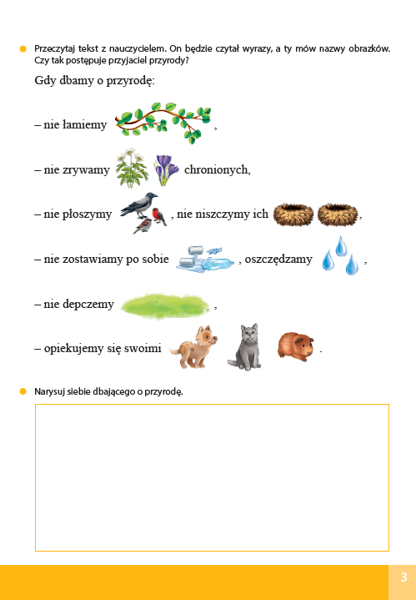 Przeczytaj tekst z nauczycielem. On będzie czytał wyrazy, a ty mów nazwy obrazków.
Czy tak postępuje przyjaciel przyrody?
Gdy dbamy o przyrodę:
– nie łamiemy ,
– nie zrywamy chronionych,
– nie płoszymy , nie niszczymy ich ,
– nie zostawiamy po sobie , oszczędzamy ,
– nie depczemy ,
– opiekujemy się swoimi .
Narysuj siebie dbającego o przyrodę.
3